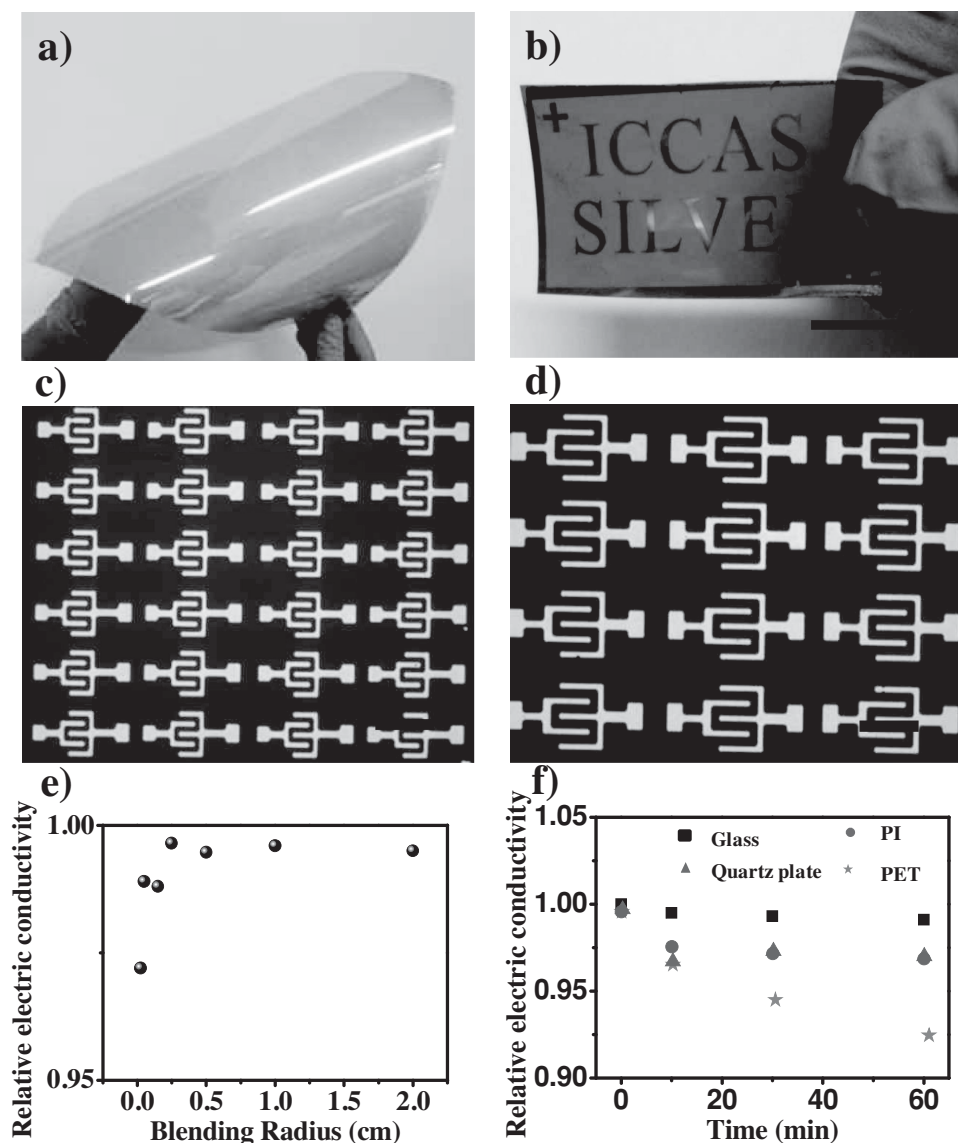 a)
b)
+ ICCAS
SILVE
c)
d)
e)
Relative electric conductivity
1.00
0.95
0.0 0.5 1.0 1.5 2.0
Blending Radius (cm)
f)
Relative electric conductivity
1.05
1.00
0.95
0.90
Glass PI
Quartz plate PET
0 20 40 60
Time (min)